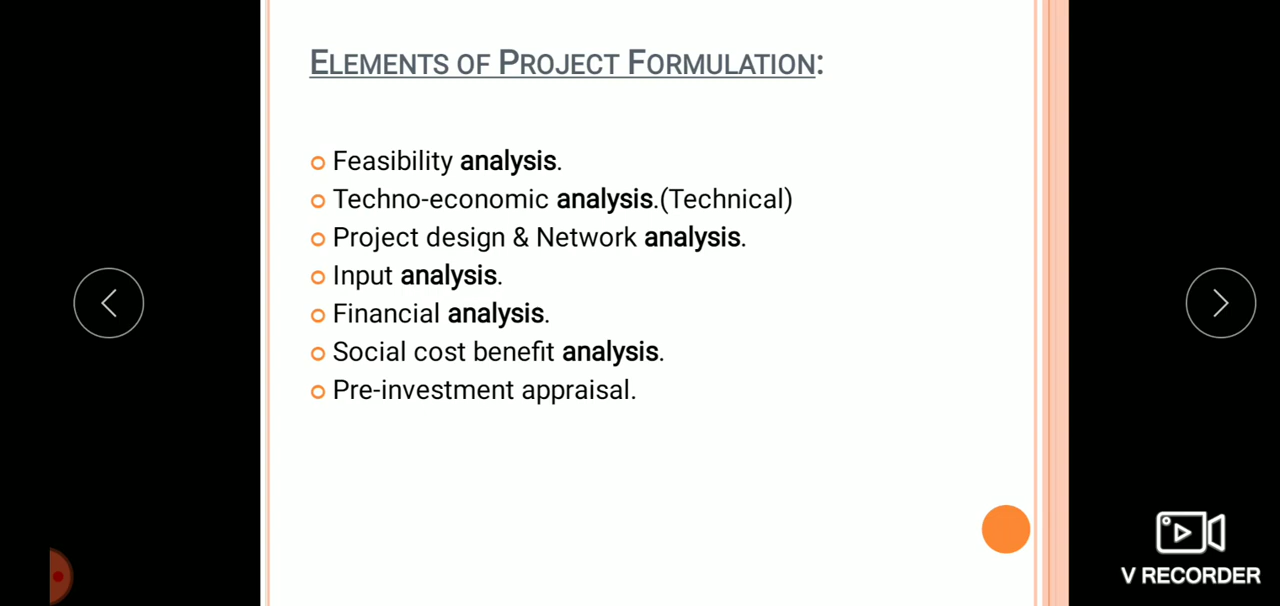 ELEMENTS OF PROJECT FORMULATION:
Feasibility analysis.
Techno-economic analysis.(Technical)
Project design & Network analysis.
Input analysis.
Financial analysis.
Social cost benefit analysis.
Pre-investment appraisal.
V RECORDER